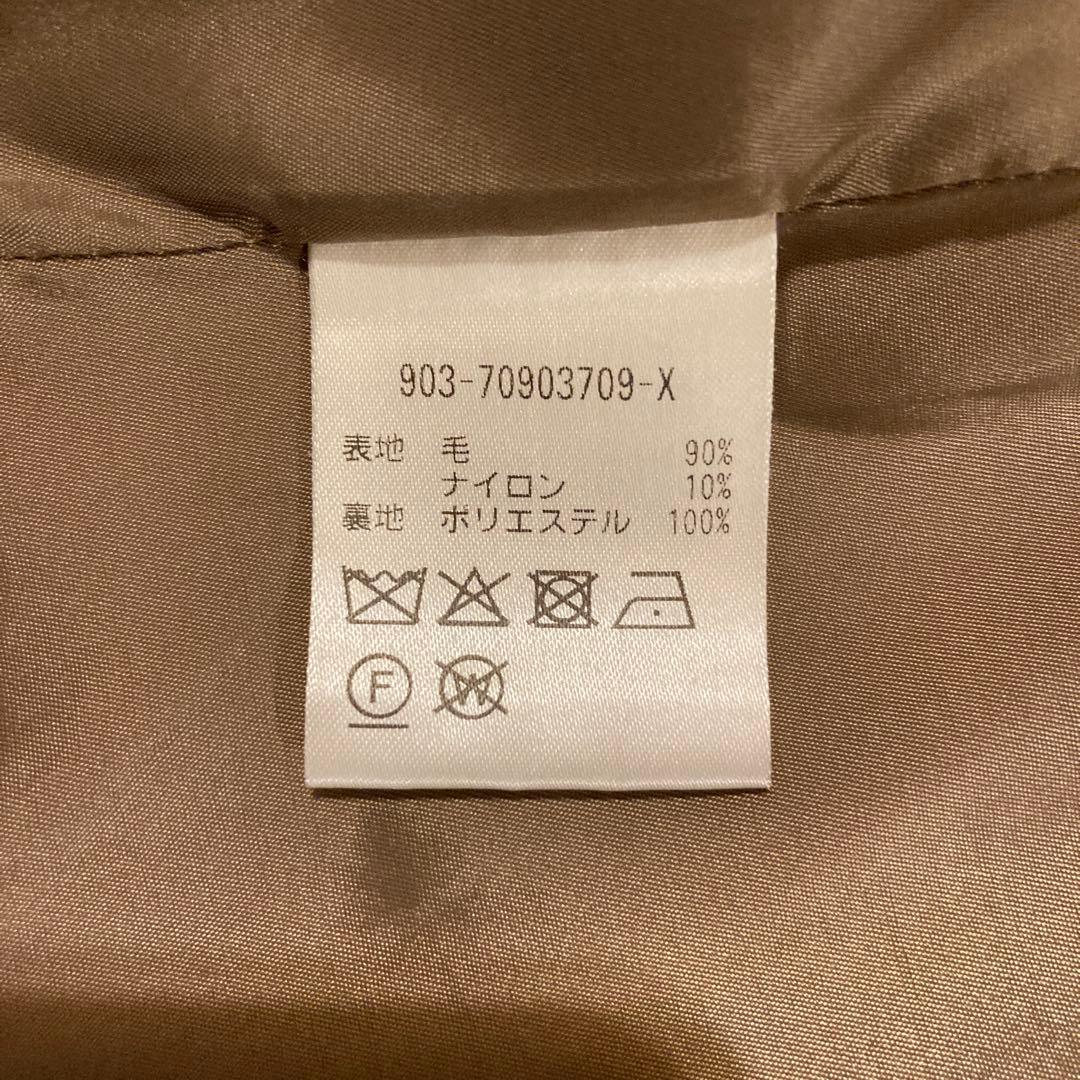 903-70903709-X
表地 毛 90%
ナイロン 10%
裏地 ポリエステル 100%
F W